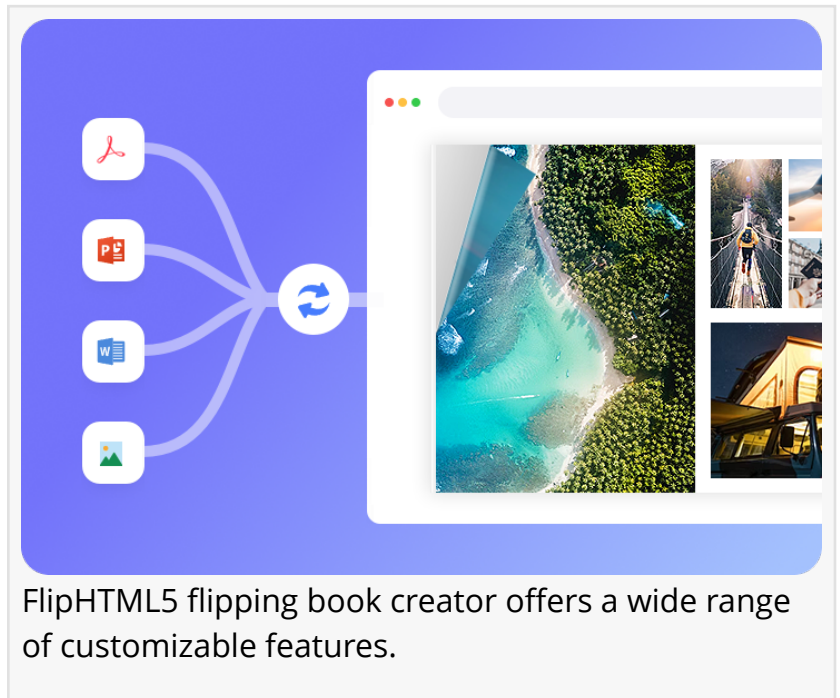 P
W
FlipHTML5 flipping book creator offers a wide range
of customizable features.